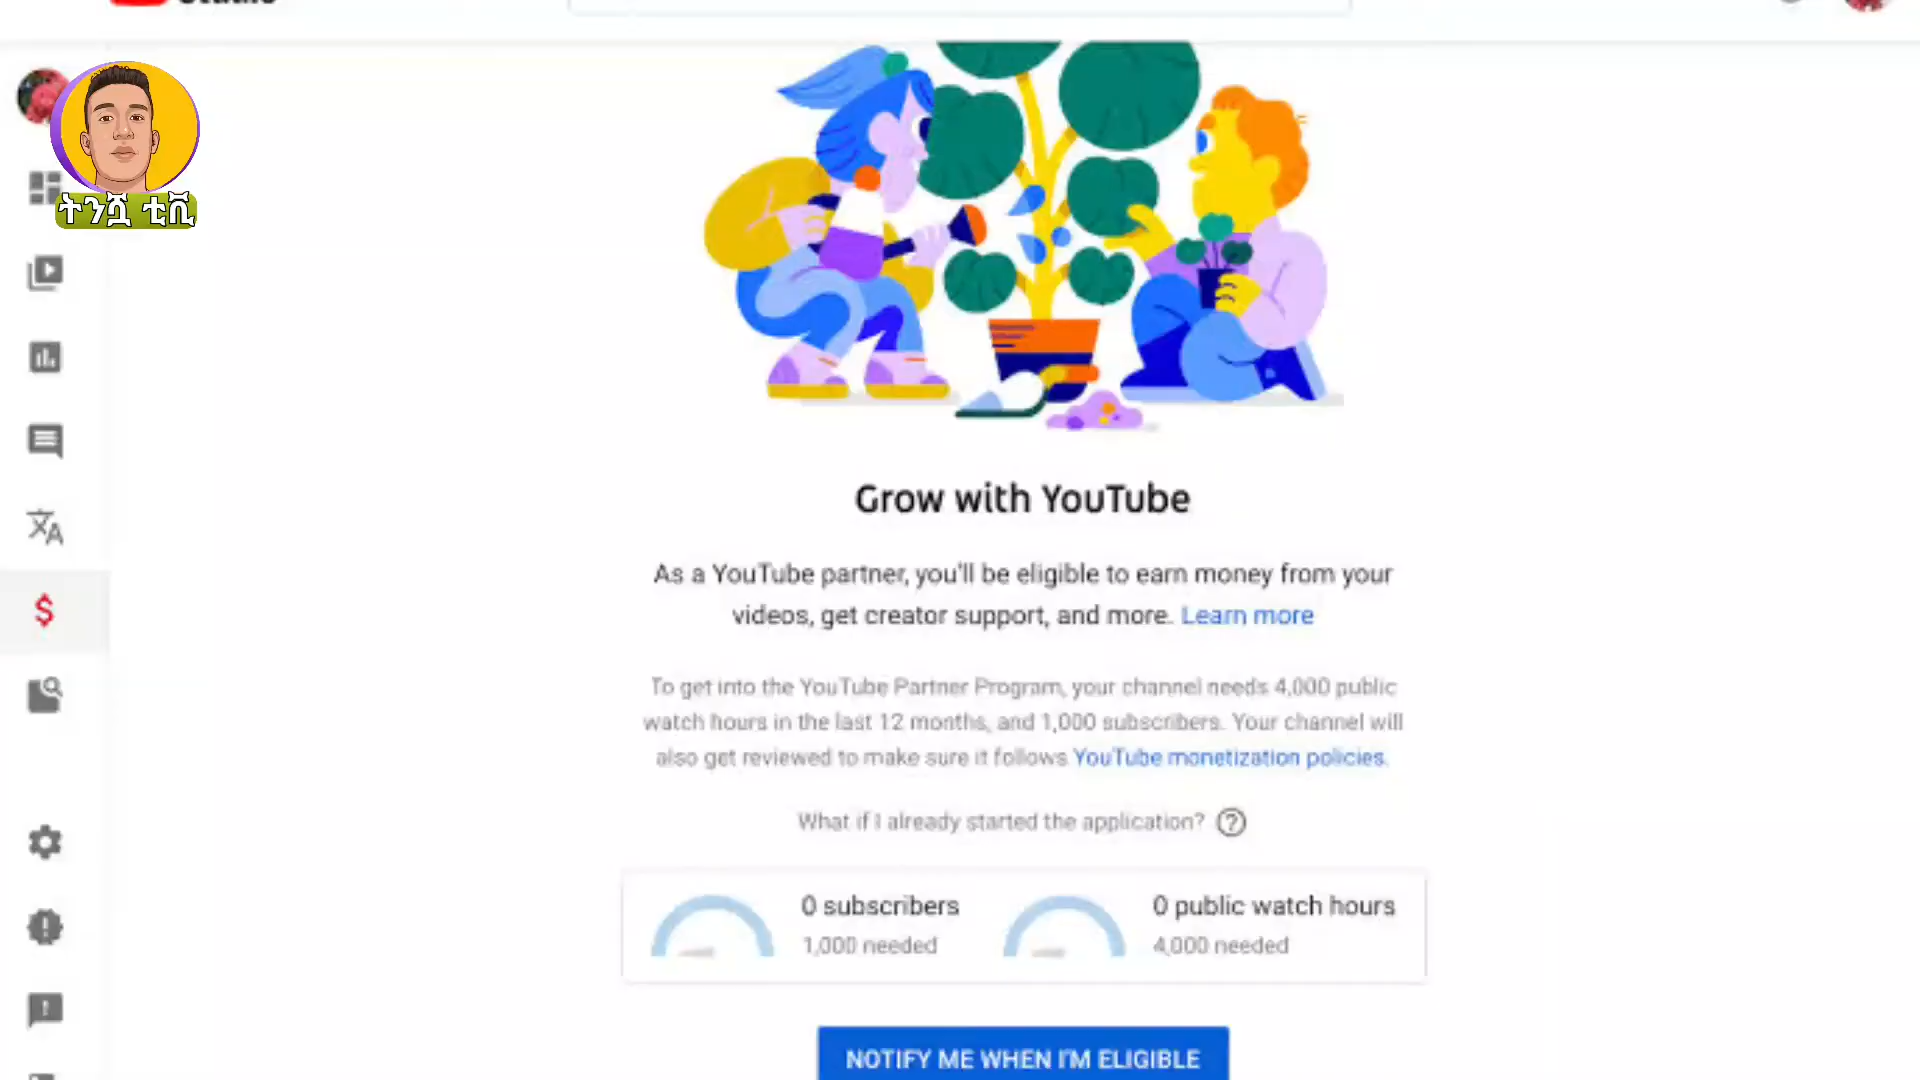 Studio
ትንሿ ቲቪ
Grow with YouTube
As a YouTube partner, you'll be eligible to earn money from your
videos, get creator support, and more. Learn more
To get into the YouTube Partner Program, your channel needs 4,000 public
watch hours in the last 12 months, and 1,000 subscribers. Your channel will
also get reviewed to make sure it follows YouTube monetization policies.
What if I already started the application?
0 subscribers
1,000 needed
0 public watch hours
4,000 needed
NOTIFY ME WHEN I'M ELIGIBLE